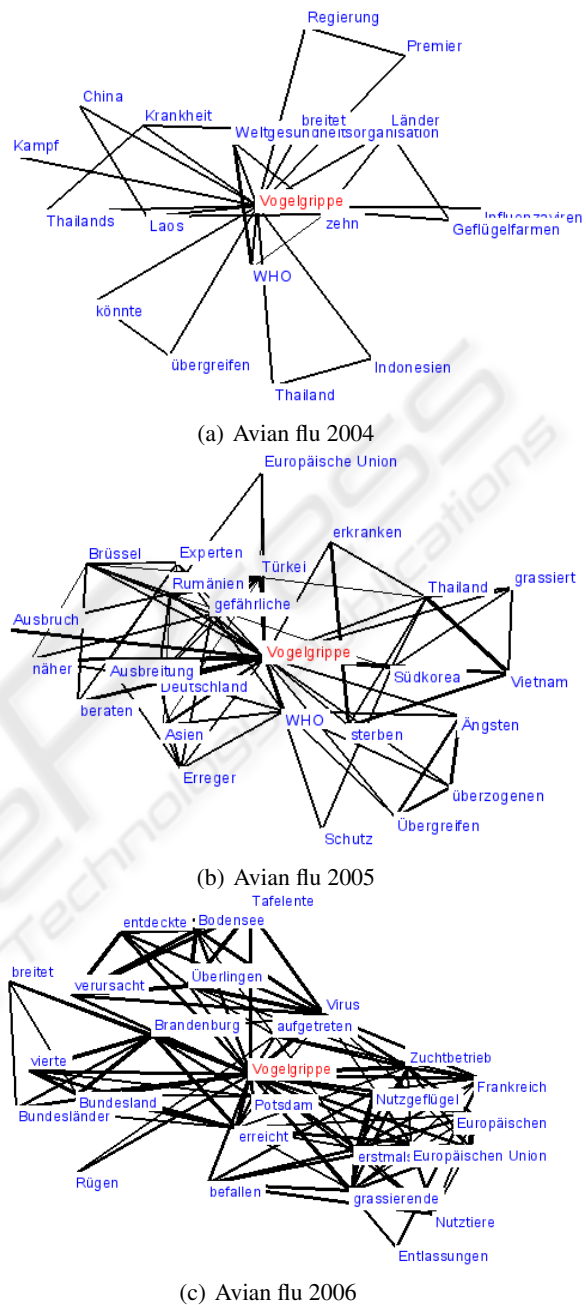 Regierung
Premier
China
Krankheit
breitet
Länder
Weltgesundheitsorganisation
Kampf
Vogelgrippe
Thailands
Laos
zehn
Influenzaviren
Geflügelfarmen
WHO
könnte
übergreifen
Indonesien
Thailand
(a) Avian flu 2004
Europäische Union
erkranken
Brüssel
Experten
Türkei
Rumänien
Thailand
grassiert
gefährliche
Ausbruch
Vogelgrippe
näher
Ausbreitung
Südkorea
Vietnam
Deutschland
beraten
WHO
Ängsten
Asien
sterben
Erreger
überzogenen
Übergreifen
Schutz
(b) Avian flu 2005
Tafelente
entdeckte
Bodensee
breitet
verursacht
Überlingen
Virus
Brandenburg
aufgetreten
vierte
Vogelgrippe
Zuchtbetrieb
Frankreich
Bundesland
Bundesländer
Potsdam
Nutzgeflügel
Europäischen
erreicht
erstmals
Europäischen Union
Rügen
befallen
grassierende
Nutztiere
Entlassungen
(c) Avian flu 2006